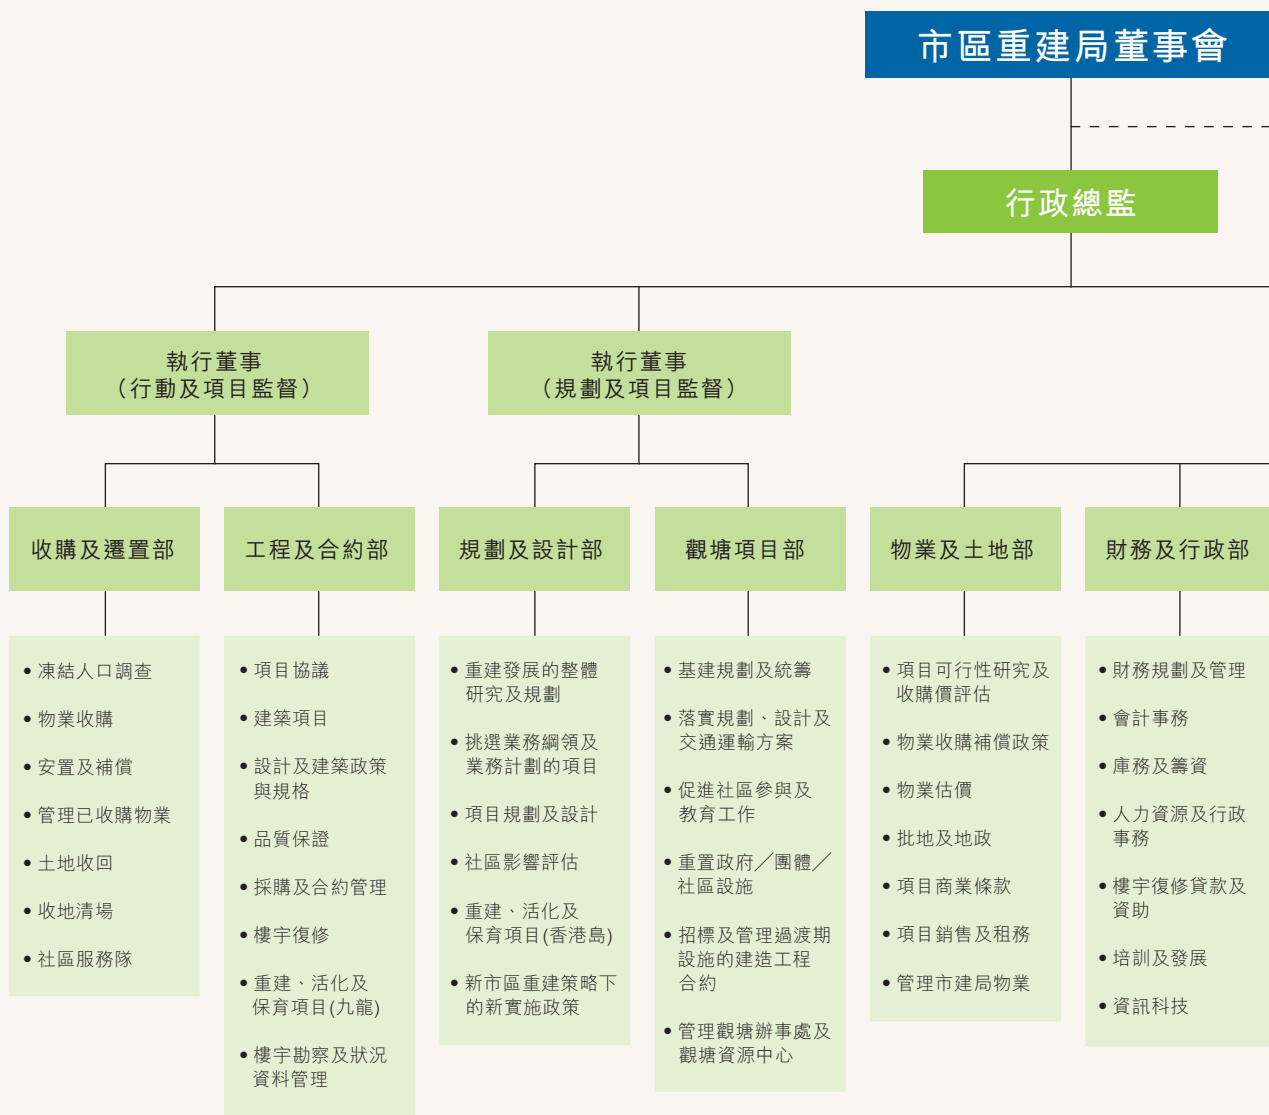 市區重建局董事會
行政總監
執行董事
（行動及項目監督）
執行董事
（規劃及項目監督）
收購及遷置部
工程及合約部
規劃及設計部
觀塘項目部
物業及土地部
財務及行政部
• 凍結人口調查
• 物業收購
• 安置及補償
• 管理已收購物業
• 土地收回
• 收地清場
• 社區服務隊
• 項目協議
• 建築項目
• 設計及建築政策
與規格
• 品質保證
• 採購及合約管理
• 樓宇復修
• 重建、活化及
保育項目(九龍)
• 樓宇勘察及狀況
資料管理
• 重建發展的整體
研究及規劃
• 挑選業務綱領及
業務計劃的項目
• 項目規劃及設計
• 社區影響評估
• 重建、活化及
保育項目(香港島)
• 新市區重建策略下
的新實施政策
• 基建規劃及統籌
• 落實規劃、設計及
交通運輸方案
• 促進社區參與及
教育工作
• 重置政府╱團體╱
社區設施
• 招標及管理過渡期
設施的建造工程
合約
• 管理觀塘辦事處及
觀塘資源中心
• 項目可行性研究及
收購價評估
• 物業收購補償政策
• 物業估價
• 批地及地政
• 項目商業條款
• 項目銷售及租務
• 管理市建局物業
• 財務規劃及管理
• 會計事務
• 庫務及籌資
• 人力資源及行政
事務
• 樓宇復修貸款及
資助
• 培訓及發展
• 資訊科技